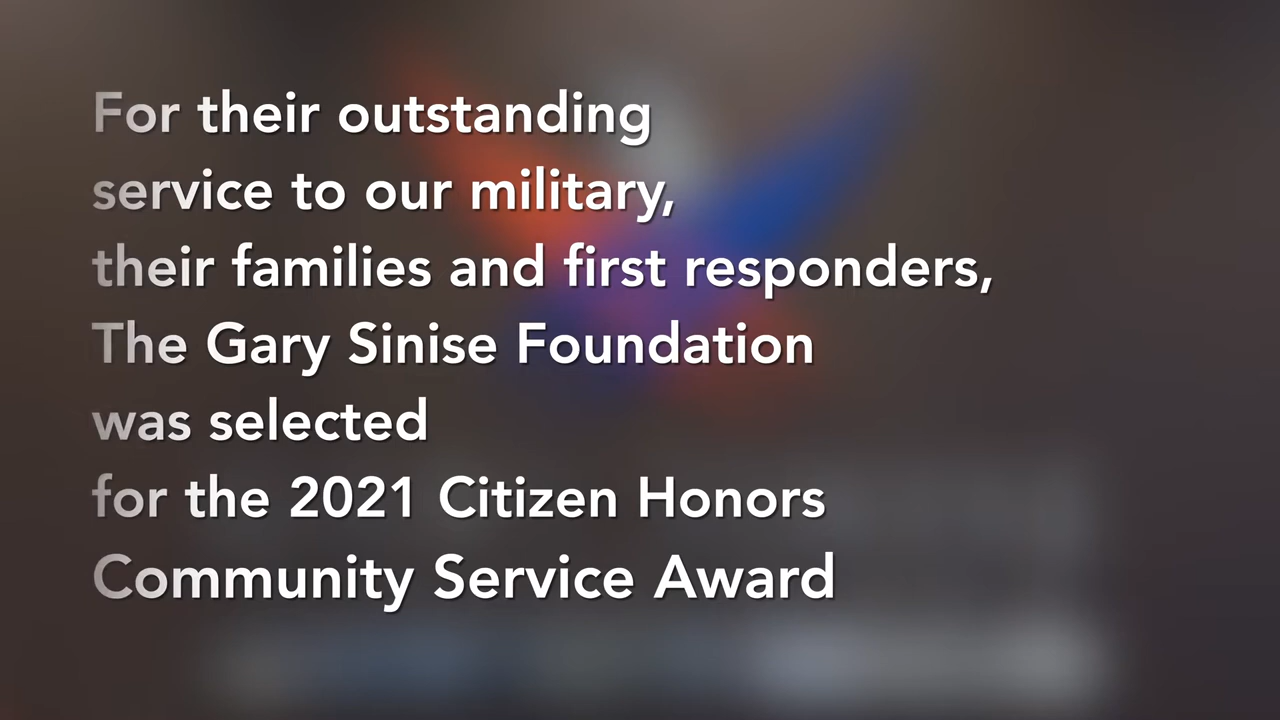 For their outstanding
service to our military,
their families and first responders,
The Gary Sinise Foundation
was selected
for the 2021 Citizen Honors
Community Service Award